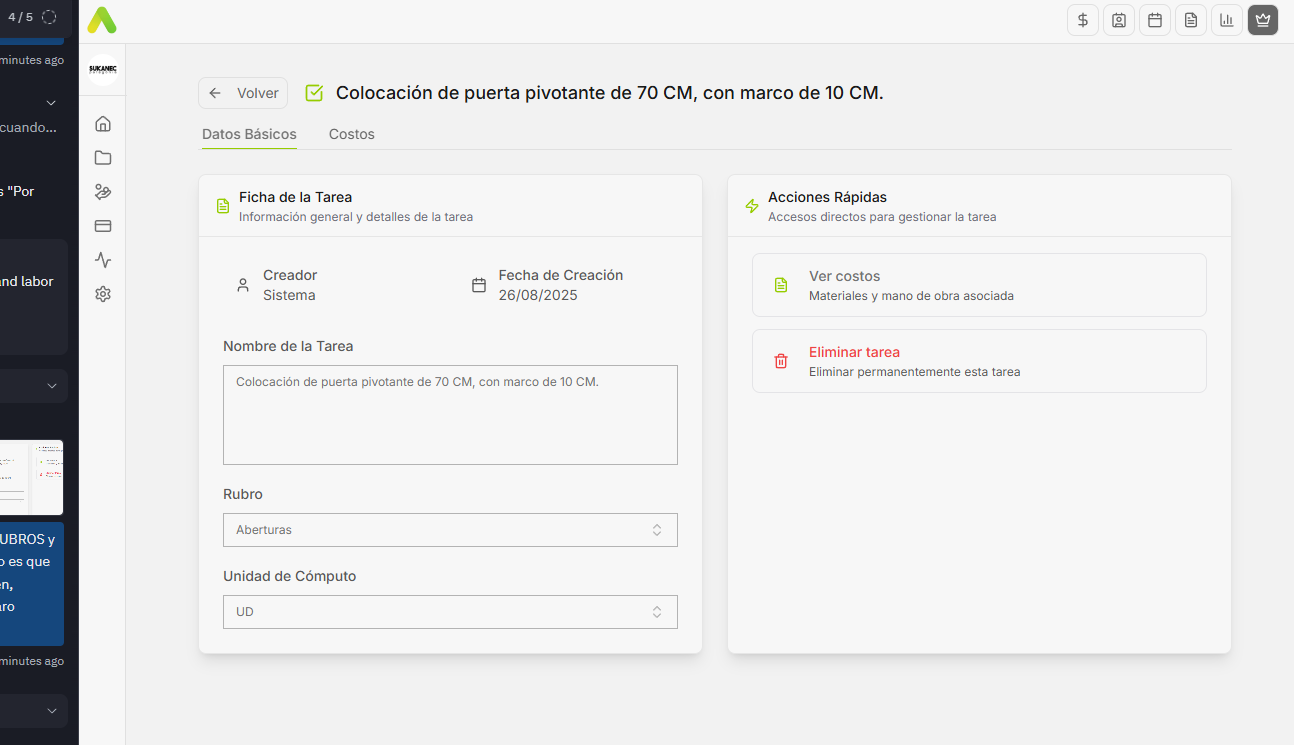 4 / 5
minutes ago
cuando...
s "Por
and labor
UBROS y
o es que
en,
aro
minutes ago
SUKANEC
Volver
Colocación de puerta pivotante de 70 CM, con marco de 10 CM.
Datos Básicos
Costos
Ficha de la Tarea
Información general y detalles de la tarea
Creador
Sistema
Fecha de Creación
26/08/2025
Nombre de la Tarea
Colocación de puerta pivotante de 70 CM, con marco de 10 CM.
Rubro
Aberturas
Unidad de Cómputo
UD
Acciones Rápidas
Accesos directos para gestionar la tarea
Ver costos
Materiales y mano de obra asociada
Eliminar tarea
Eliminar permanentemente esta tarea